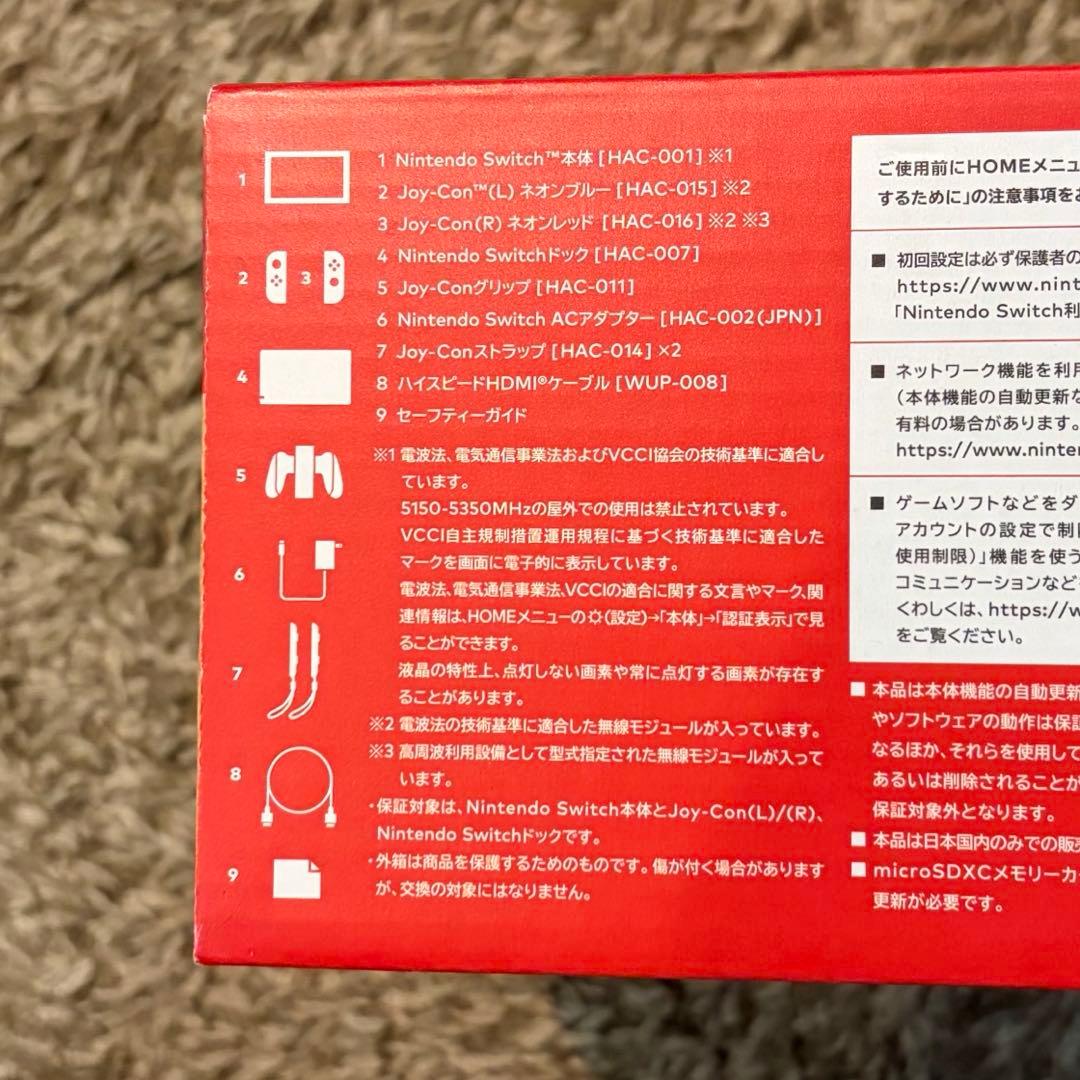 1
2
3
4
5
6
7
8
9
1 Nintendo Switch™本体 [HAC-001] ※1
2 Joy-Con™(L) ネオンブルー [HAC-015] ※2
3 Joy-Con(R) ネオンレッド [HAC-016] ※2 ※3
4 Nintendo Switchドック [HAC-007]
5 Joy-Conグリップ [HAC-011]
6 Nintendo Switch ACアダプター [HAC-002(JPN)]
7 Joy-Conストラップ [HAC-014] ×2
8 ハイスピードHDMI®ケーブル [WUP-008]
9 セーフティーガイド
※1 電波法、電気通信事業法およびVCCI協会の技術基準に適合し
ています。
5150-5350MHzの屋外での使用は禁止されています。
VCCI自主規制措置運用規程に基づく技術基準に適合した
マークを画面に電子的に表示しています。
電波法、電気通信事業法、VCCIの適合に関する文言やマーク、関
連情報は、HOMEメニューの(設定)→「本体」→「認証表示」で見
ることができます。
液晶の特性上、点灯しない画素や常に点灯する画素が存在す
ることがあります。
※2 電波法の技術基準に適合した無線モジュールが入っています。
※3 高周波利用設備として型式指定された無線モジュールが入って
います。
・保証対象は、Nintendo Switch本体とJoy-Con(L)/(R)、
Nintendo Switchドックです。
・外箱は商品を保護するためのものです。傷が付く場合があります
が、交換の対象にはなりません。
ご使用前にHOMEメニュ
するために」の注意事項をお
■ 初回設定は必ず保護者の
https://www.ninte
「Nintendo Switch利
■ ネットワーク機能を利用
（本体機能の自動更新な
有料の場合があります。
https://www.ninten
■ ゲームソフトなどをダ
アカウントの設定で制
使用制限）」機能を使う
コミュニケーションなど
くわしくは、https://w
をご覧ください。
■ 本品は本体機能の自動更新
やソフトウェアの動作は保証
なるほか、それらを使用して
あるいは削除されることが
保証対象外となります。
■ 本品は日本国内のみでの販売
■ microSDXCメモリーカー
更新が必要です。